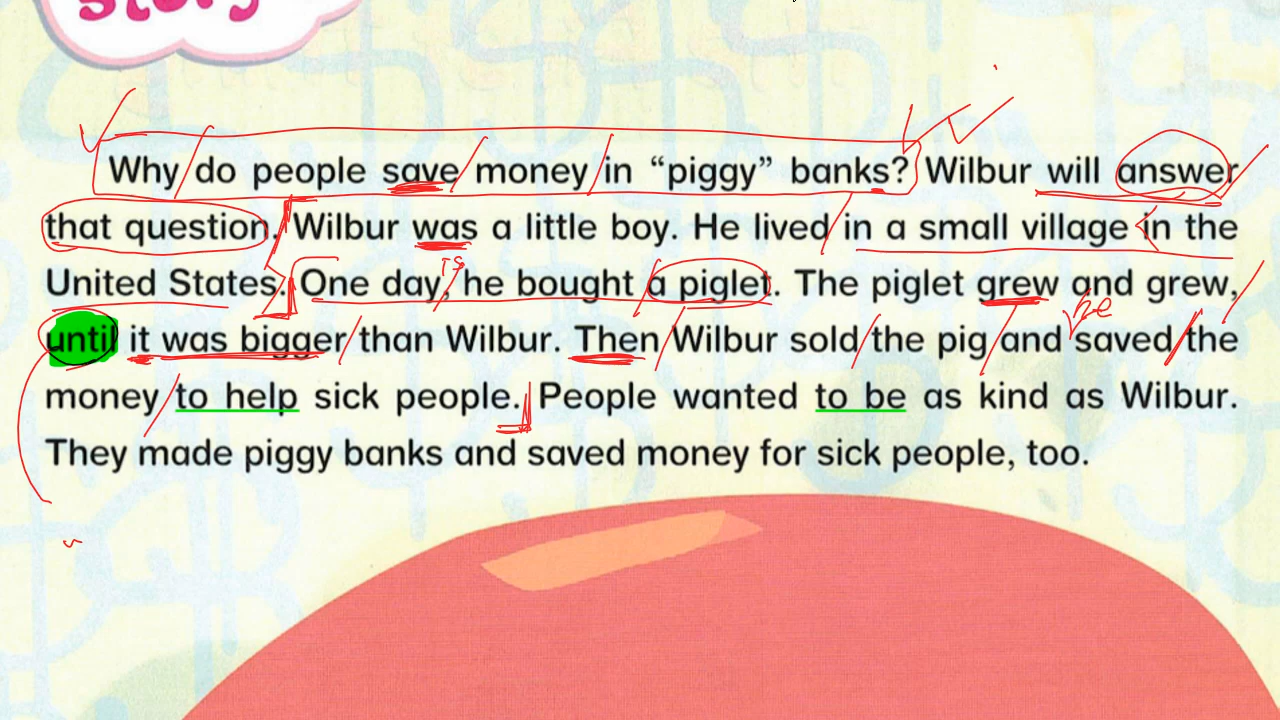 story
Why do people save money in “piggy” banks? Wilbur will answer
that question. Wilbur was a little boy. He lived in a small village in the
United States. One day, he bought a piglet. The piglet grew and grew,
until it was bigger than Wilbur. Then Wilbur sold the pig and saved the
he
money to help sick people. People wanted to be as kind as Wilbur.
They made piggy banks and saved money for sick people, too.